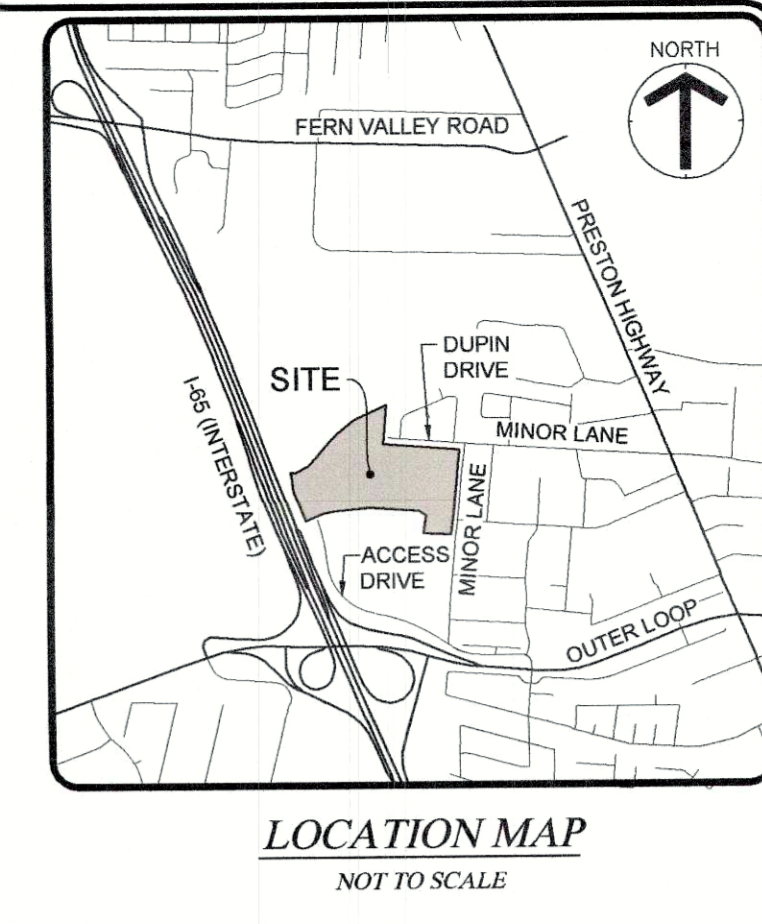 NORTH
FERN VALLEY ROAD
PRESTON HIGHWAY
DUPIN
DRIVE
SITE
MINOR LANE
I-65 (INTERSTATE)
MINOR LANE
ACCESS
DRIVE
OUTER LOOP
LOCATION MAP
NOT TO SCALE